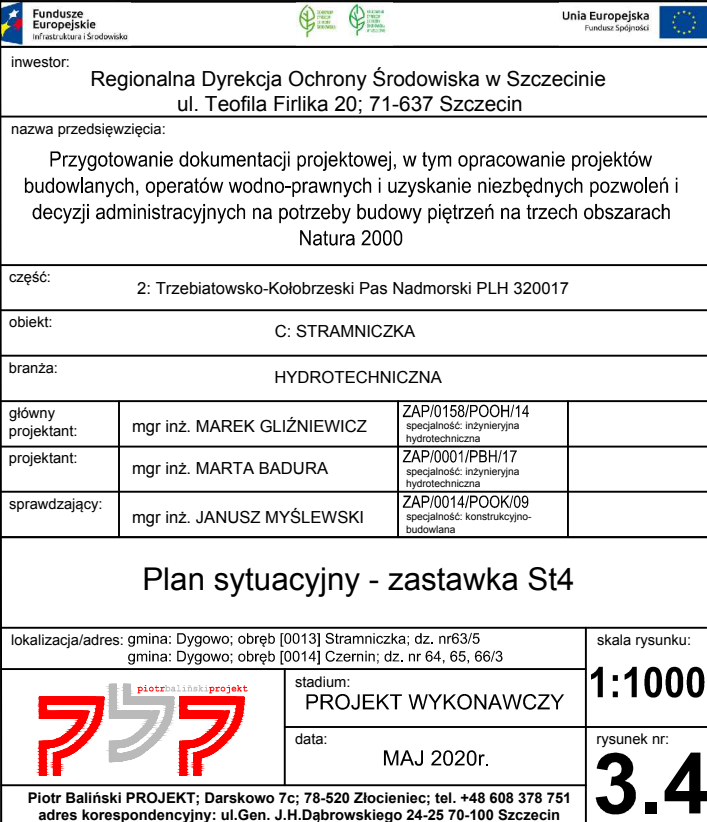 Fundusze
Europejskie
Infrastruktura i Środowisko
Unia Europejska
Fundusz Spójności
inwestor:
Regionalna Dyrekcja Ochrony Środowiska w Szczecinie
ul. Teofila Firlika 20; 71-637 Szczecin
nazwa przedsięwzięcia:
Przygotowanie dokumentacji projektowej, w tym opracowanie projektów
budowlanych, operatów wodno-prawnych i uzyskanie niezbędnych pozwoleń i
decyzji administracyjnych na potrzeby budowy piętrzeń na trzech obszarach
Natura 2000
część:
2: Trzebiatowsko-Kołobrzeski Pas Nadmorski PLH 320017
obiekt:
C: STRAMNICZKA
branża:
HYDROTECHNICZNA
główny
projektant:
mgr inż. MAREK GLIŹNIEWICZ
ZAP/0158/POOH/14
specjalność: inżynieryjna
hydrotechniczna
projektant:
mgr inż. MARTA BADURA
ZAP/0001/PBH/17
specjalność: inżynieryjna
hydrotechniczna
sprawdzający:
mgr inż. JANUSZ MYŚLEWSKI
ZAP/0014/POOK/09
specjalność: konstrukcyjno-
budowlana
Plan sytuacyjny - zastawka St4
lokalizacja/adres: gmina: Dygowo; obręb [0013] Stramniczka; dz. nr63/5
gmina: Dygowo; obręb [0014] Czernin; dz. nr 64, 65, 66/3
skala rysunku:
1:1000
piotrbalińskiprojekt
stadium:
PROJEKT WYKONAWCZY
data:
MAJ 2020r.
rysunek nr:
3.4
Piotr Baliński PROJEKT; Darskowo 7c; 78-520 Złocieniec; tel. +48 608 378 751
adres korespondencyjny: ul.Gen. J.H.Dąbrowskiego 24-25 70-100 Szczecin